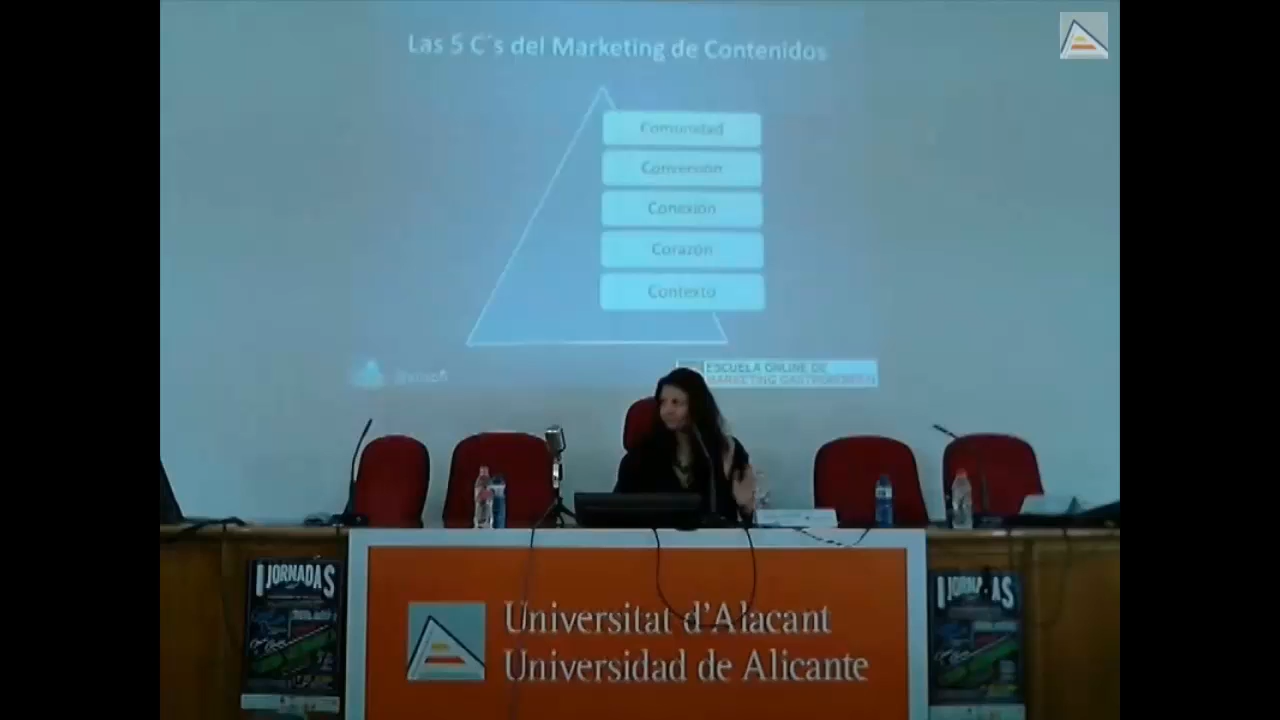 Las 5 C´s del Marketing de Contenidos
Comunidad
Conversión
Conexión
Corazón
Contexto
ESCUELA ONLINE DE
MARKETING GASTRONÓMICO
I JORNADAS
I JORNADAS
Universitat d'Alacant
Universidad de Alicante